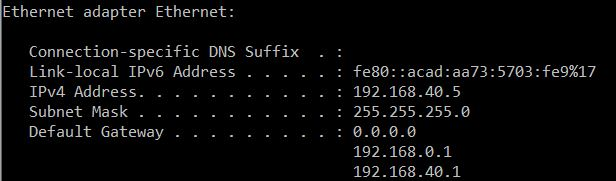 Ethernet adapter Ethernet:
Connection-specific DNS Suffix . :
Link-local IPv6 Address . . . . . : fe80::acad:aa73:5703:fe9%17
IPv4 Address. . . . . . . . . . . : 192.168.40.5
Subnet Mask . . . . . . . . . . . : 255.255.255.0
Default Gateway . . . . . . . . . : 0.0.0.0
192.168.0.1
192.168.40.1